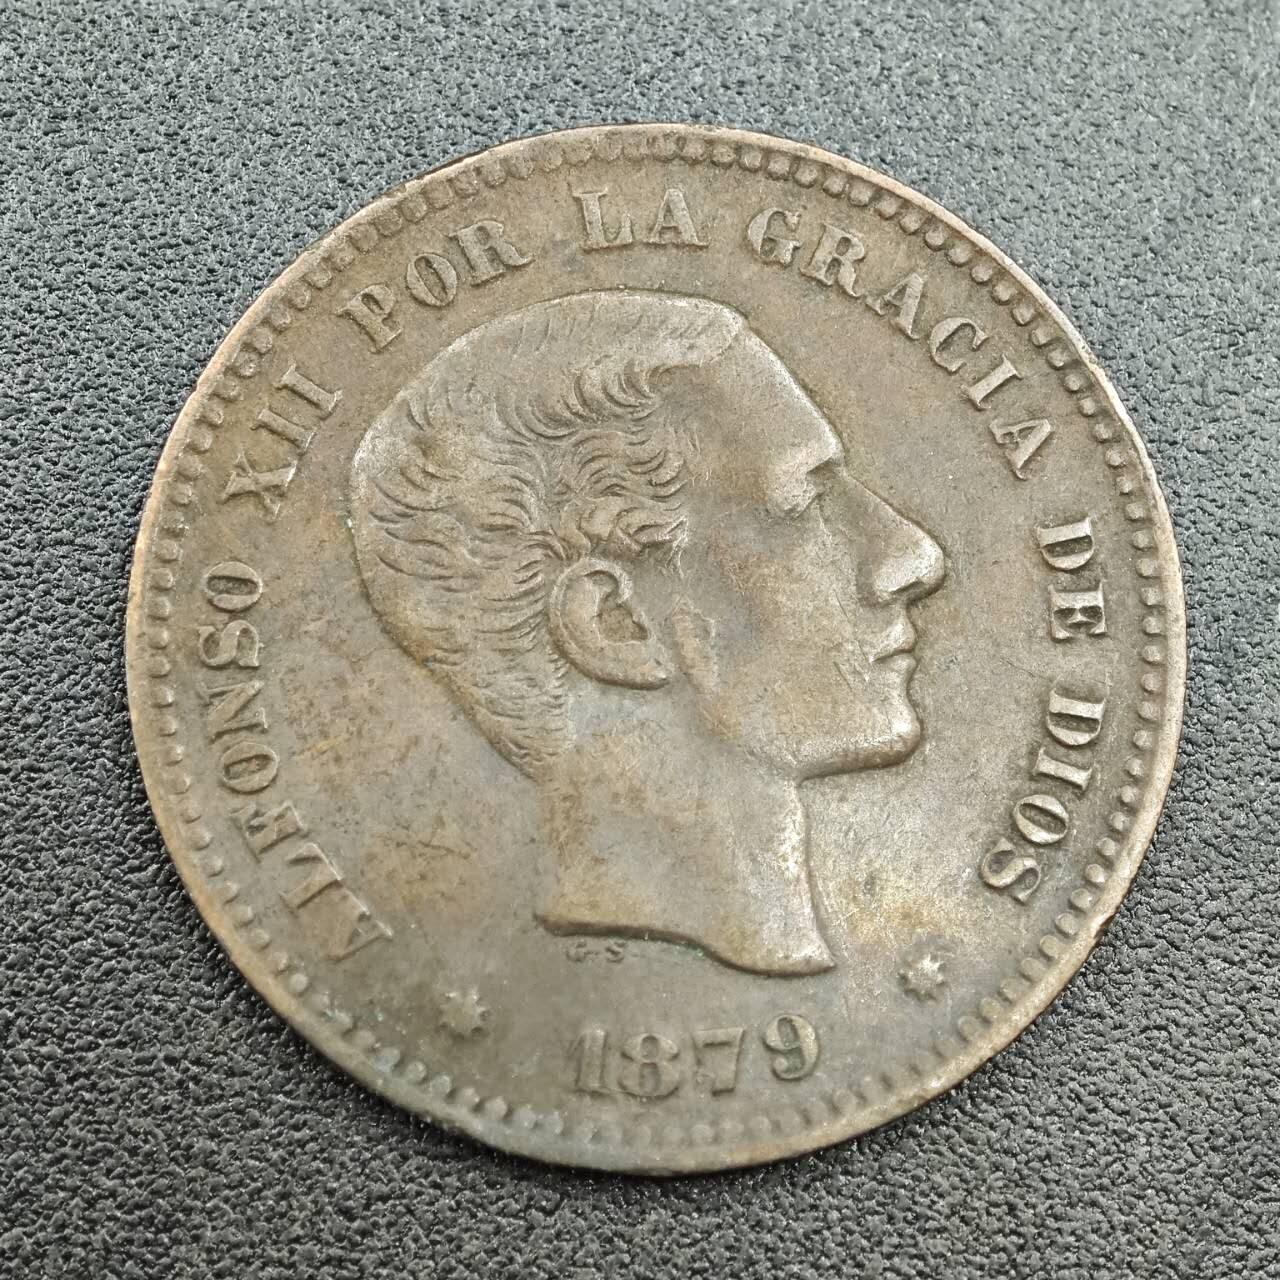 ALFONSO XII POR LA GRACIA DE DIOS
G·S·
* 1879 *